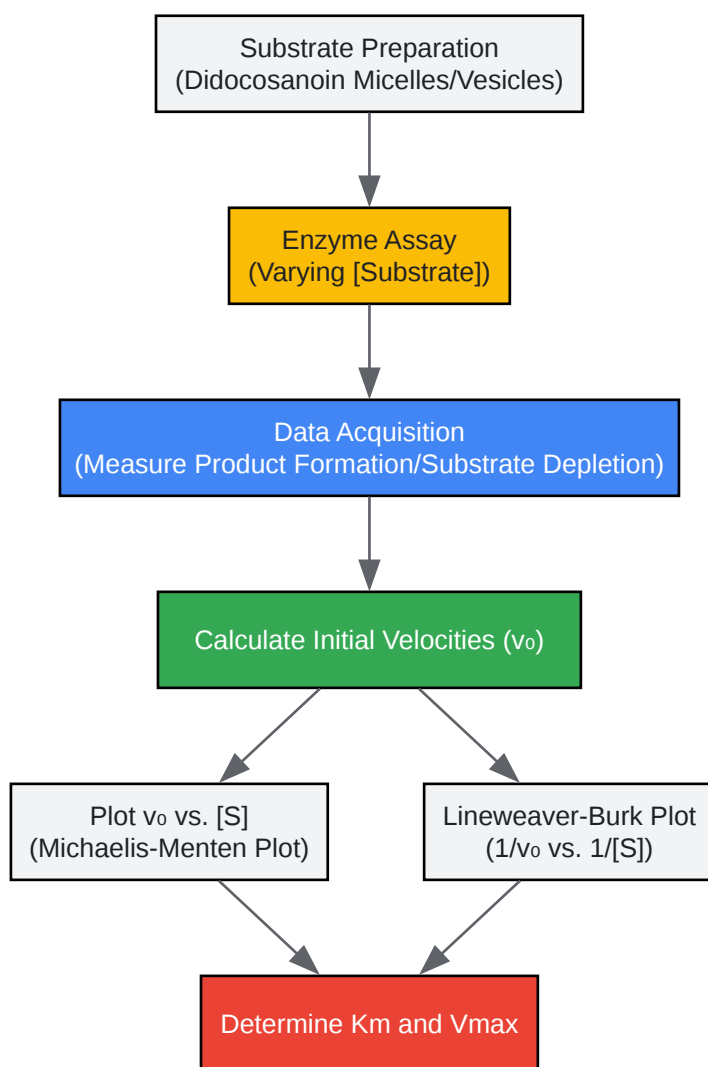 Substrate Preparation
(Didocosanoin Micelles/Vesicles)
Enzyme Assay
(Varying [Substrate])
Data Acquisition
(Measure Product Formation/Substrate Depletion)
Calculate Initial Velocities (v₀)
Plot v₀ vs. [S]
(Michaelis-Menten Plot)
Lineweaver-Burk Plot
(1/v₀ vs. 1/[S])
Determine Km and Vmax